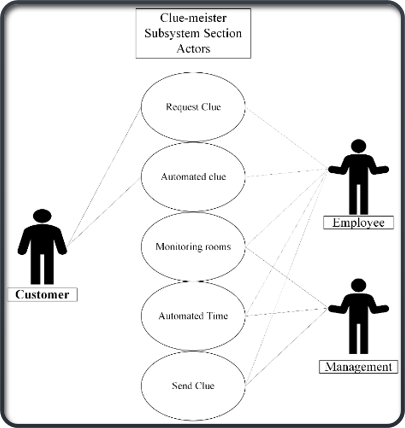 Clue-meister
Subsystem Section
Actors
Request Clue
Automated clue
Employee
Monitoring rooms
Customer
Automated Time
Management
Send Clue